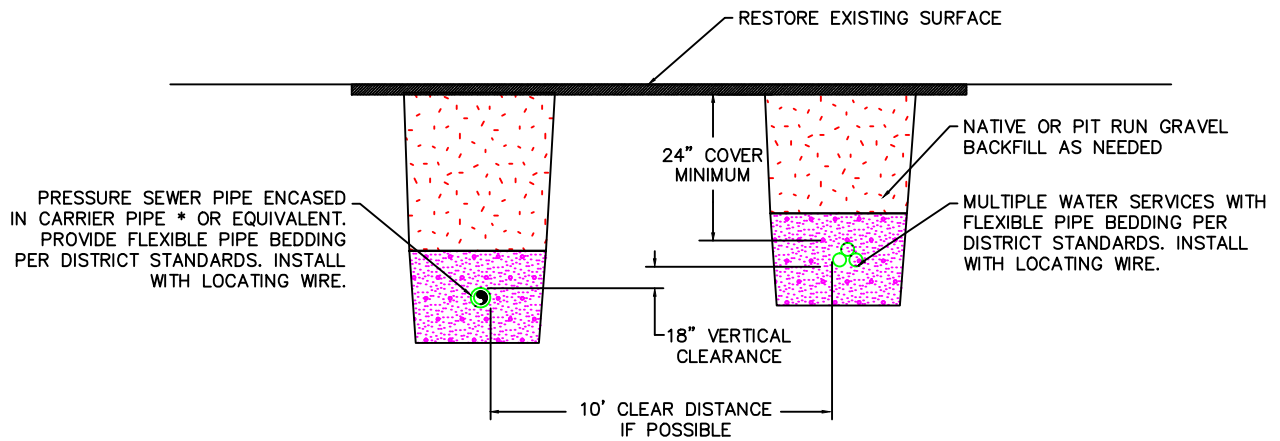 RESTORE EXISTING SURFACE
24" COVER
MINIMUM
NATIVE OR PIT RUN GRAVEL
BACKFILL AS NEEDED
PRESSURE SEWER PIPE ENCASED
IN CARRIER PIPE * OR EQUIVALENT.
PROVIDE FLEXIBLE PIPE BEDDING
PER DISTRICT STANDARDS. INSTALL
WITH LOCATING WIRE.
MULTIPLE WATER SERVICES WITH
FLEXIBLE PIPE BEDDING PER
DISTRICT STANDARDS. INSTALL
WITH LOCATING WIRE.
18" VERTICAL
CLEARANCE
10' CLEAR DISTANCE
IF POSSIBLE